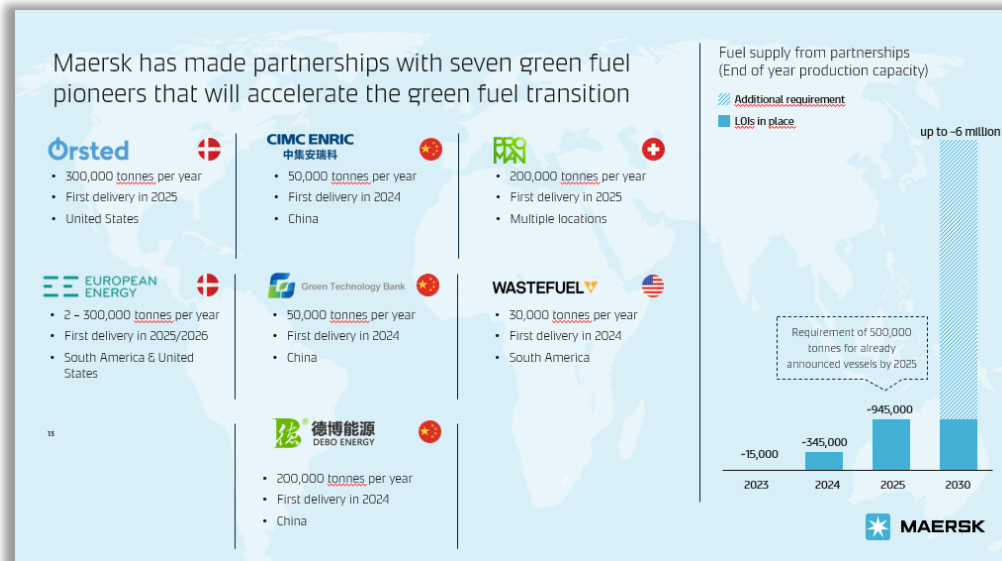 Maersk has made partnerships with seven green fuel
pioneers that will accelerate the green fuel transition
Ørsted
• 300,000 tonnes per year
• First delivery in 2025
• United States
CIMC ENRIC
中集安瑞科
• 50,000 tonnes per year
• First delivery in 2024
• China
PROMAN
• 200,000 tonnes per year
• First delivery in 2025
• Multiple locations
EUROPEAN
ENERGY
• 2 – 300,000 tonnes per year
• First delivery in 2025/2026
• South America & United
States
Green Technology Bank
• 50,000 tonnes per year
• First delivery in 2024
• China
WASTEFUEL
• 30,000 tonnes per year
• First delivery in 2024
• South America
德 ® 德博能源
DEBO ENERGY
• 200,000 tonnes per year
• First delivery in 2024
• China
13
Fuel supply from partnerships
(End of year production capacity)
Additional requirement
LOIs in place
up to ~6 million
Requirement of 500,000
tonnes for already
announced vessels by 2025
~945,000
~345,000
~15,000
2023 2024 2025 2030
MAERSK